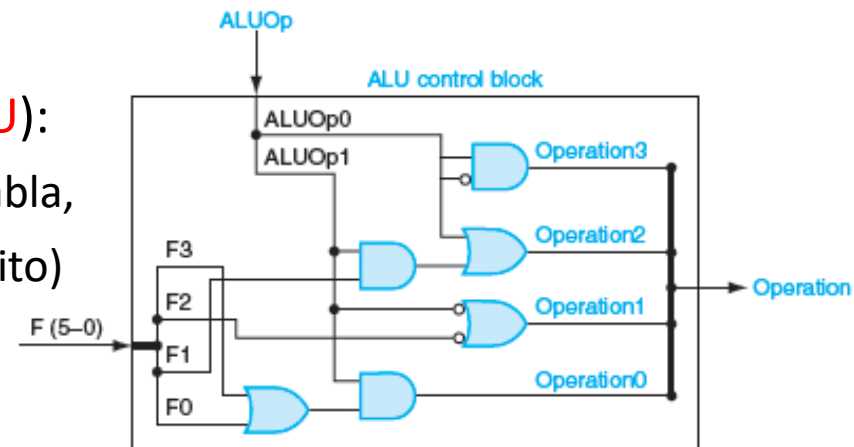 U):
bla,
ito)
ALUOp
ALU control block
ALUOp0
ALUOp1
Operation3
Operation2
Operation1
Operation0
Operation
F3
F2
F (5–0)
F1
F0